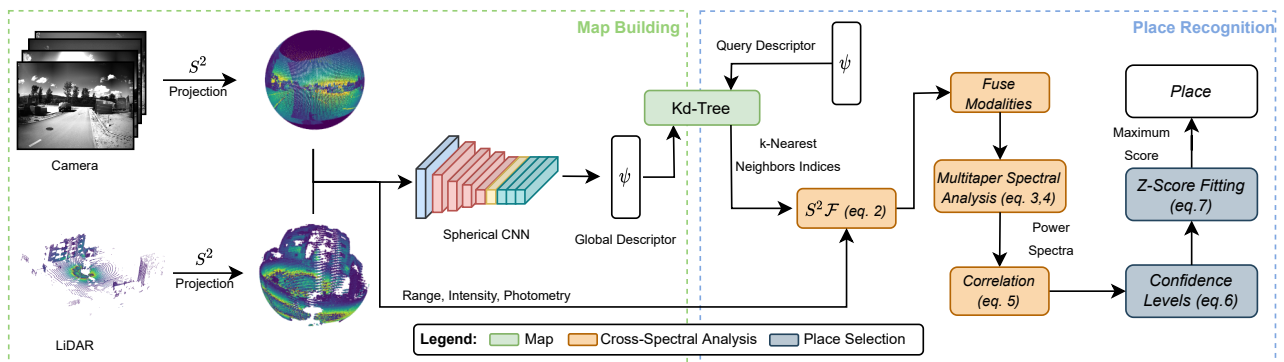 Map Building
Place Recognition
S²
Projection
Camera
Query Descriptor
ψ
Kd-Tree
Fuse
Modalities
Place
Maximum
Score
k-Nearest
Neighbors Indices
Multitaper Spectral
Analysis (eq. 3,4)
Z-Score Fitting
(eq.7)
ψ
S² ℱ (eq. 2)
Spherical CNN
Global Descriptor
Power
Spectra
S²
Projection
LiDAR
Range, Intensity, Photometry
Correlation
(eq. 5)
Confidence
Levels (eq.6)
Legend:
Map
Cross-Spectral Analysis
Place Selection